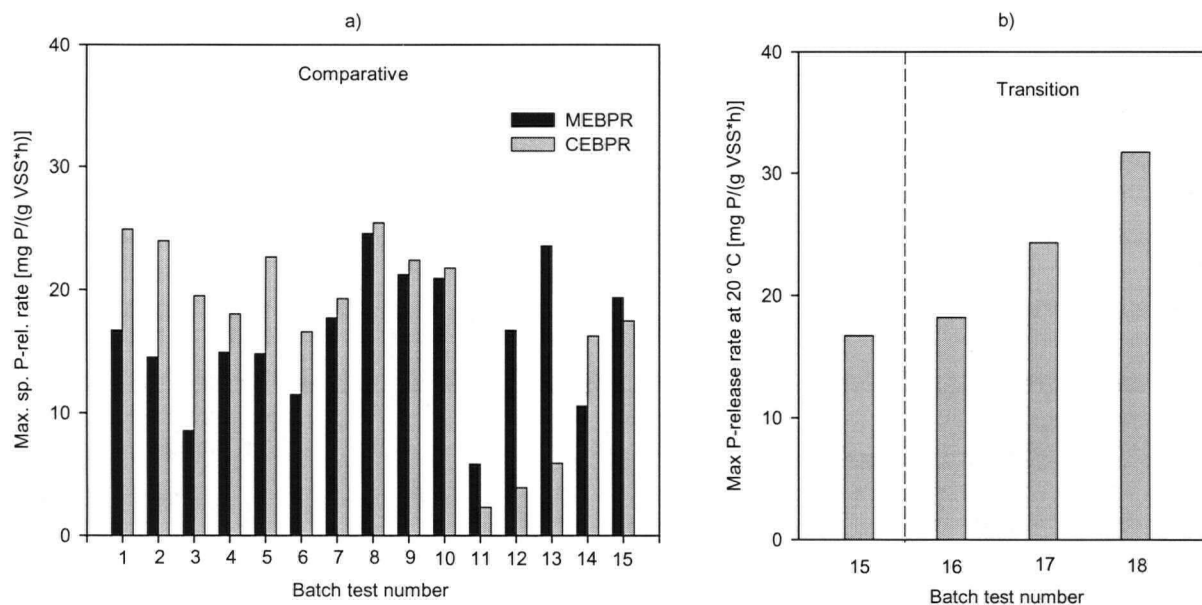 a)
Max. sp. P-rel. rate [mg P/(g VSS*h)]
40
30
20
10
0
Comparative
MEBPR
CEBPR
1 2 3 4 5 6 7 8 9 10 11 12 13 14 15
Batch test number
b)
Max P-release rate at 20 °C [mg P/(g VSS*h)]
40
30
20
10
0
Transition
15 16 17 18
Batch test number